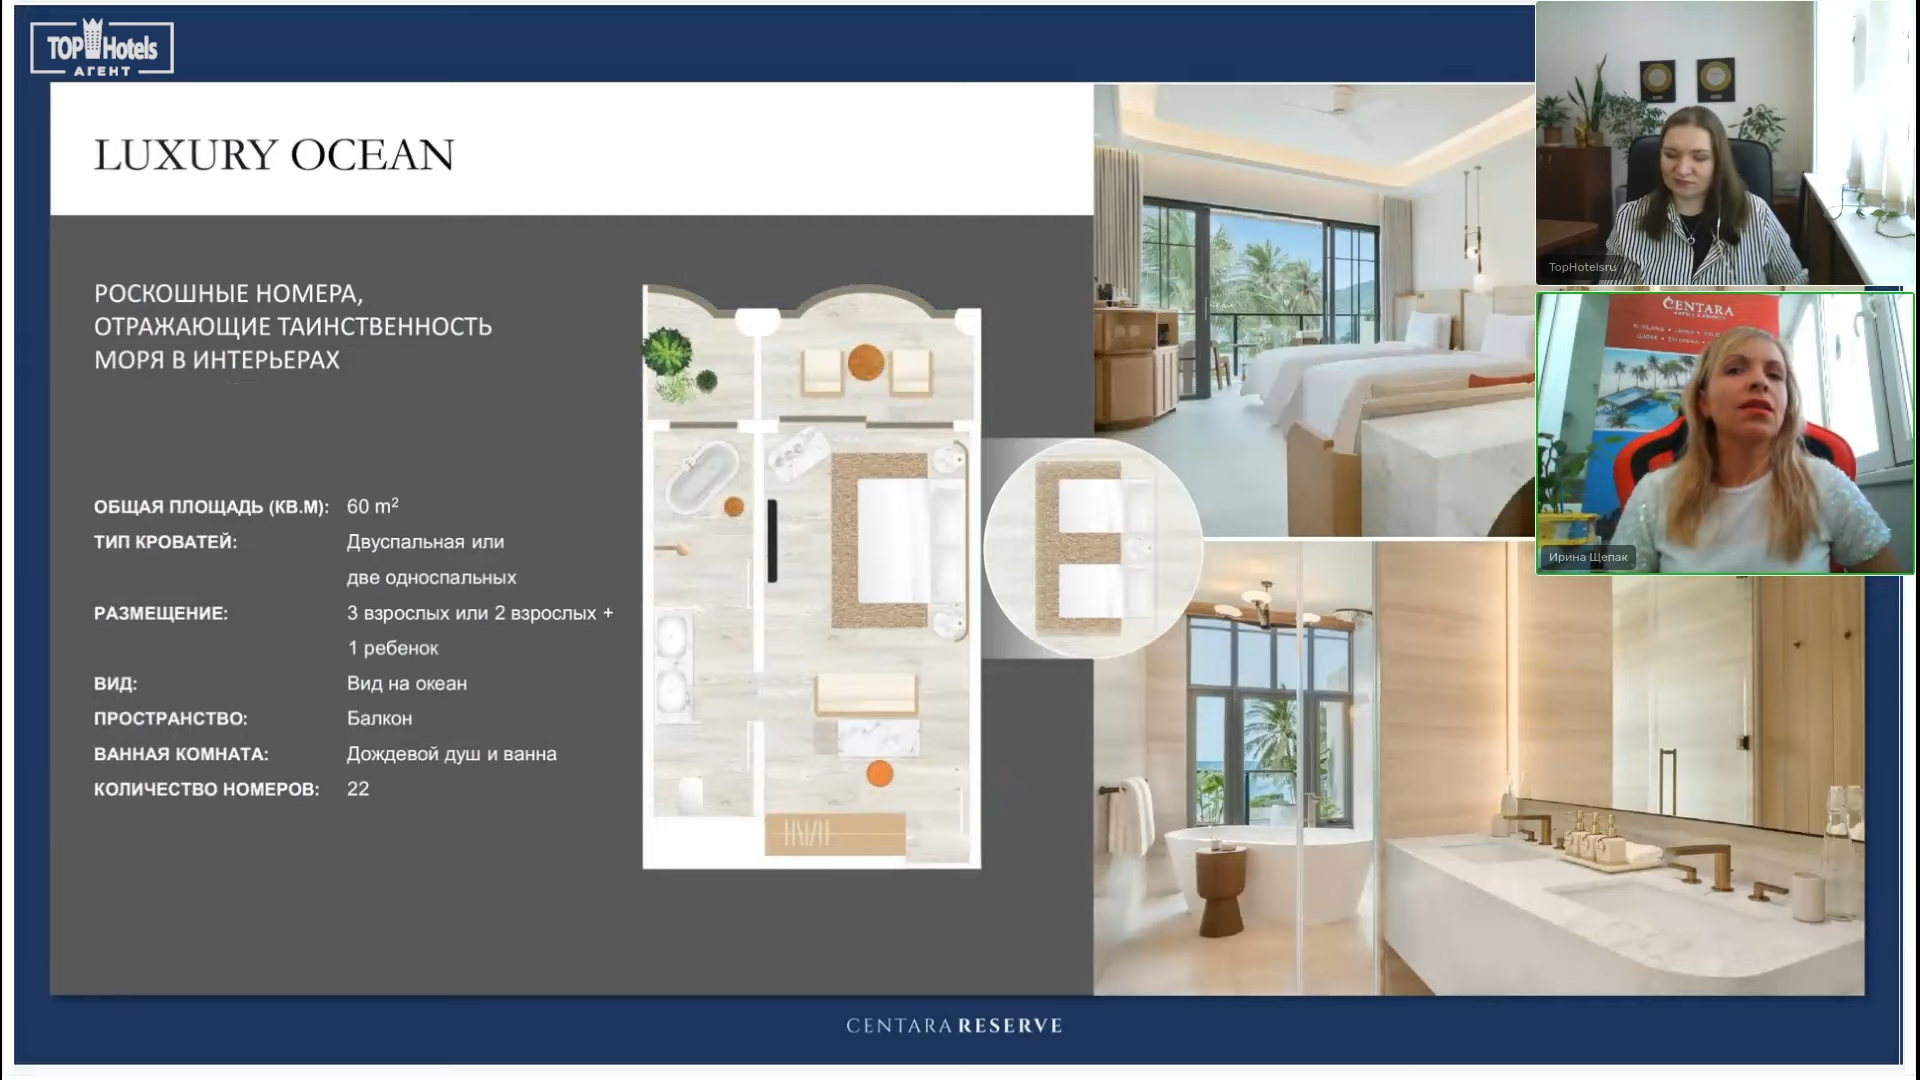 TOP Hotels
АГЕНТ
LUXURY OCEAN
РОСКОШНЫЕ НОМЕРА,
ОТРАЖАЮЩИЕ ТАИНСТВЕННОСТЬ
МОРЯ В ИНТЕРЬЕРАХ
ОБЩАЯ ПЛОЩАДЬ (КВ.М): 60 m²
ТИП КРОВАТЕЙ: Двуспальная или
две односпальных
РАЗМЕЩЕНИЕ: 3 взрослых или 2 взрослых +
1 ребенок
ВИД: Вид на океан
ПРОСТРАНСТВО: Балкон
ВАННАЯ КОМНАТА: Дождевой душ и ванна
КОЛИЧЕСТВО НОМЕРОВ: 22
CENTARA RESERVE
TopHotelsru
CENTARA
Ирина Щепак